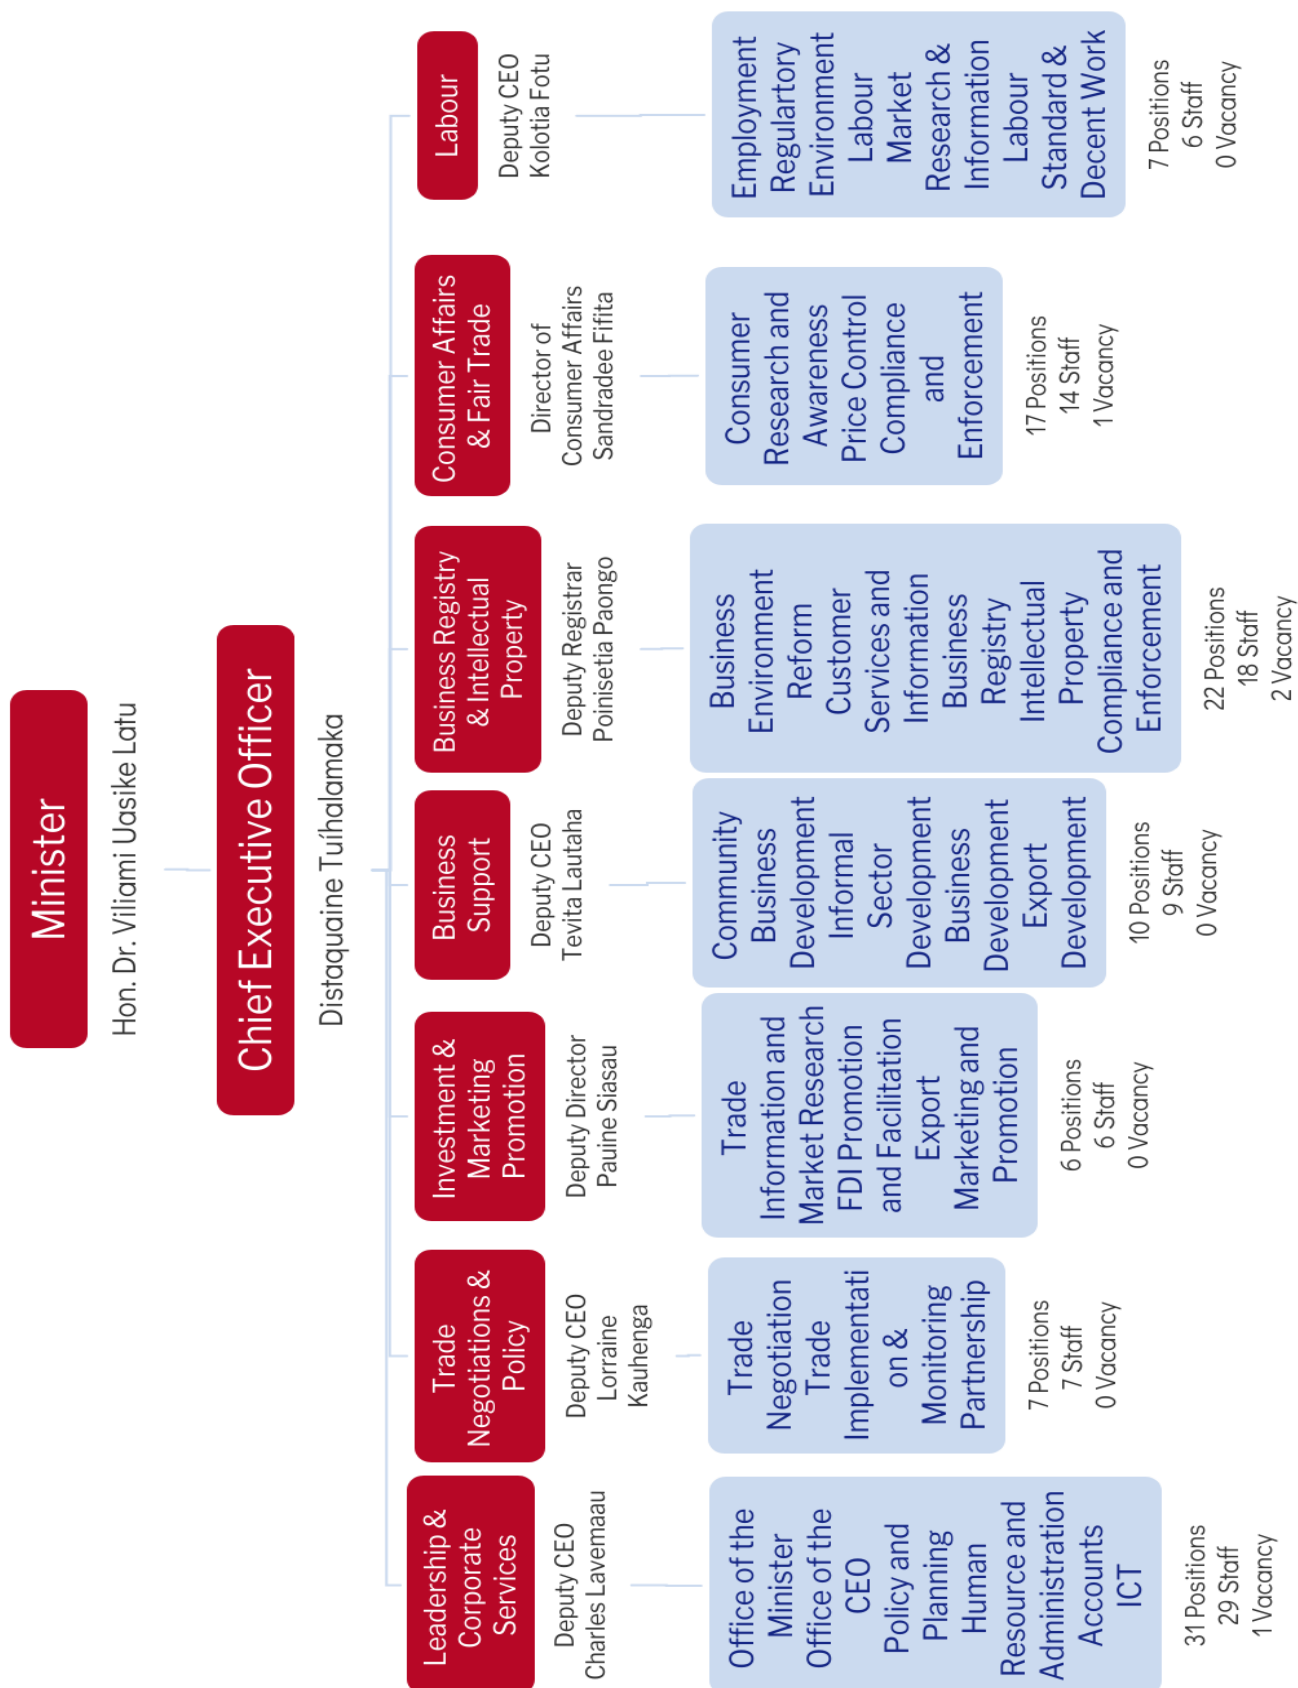 Minister
Hon. Dr. Viliami Uasike Latu
Chief Executive Officer
Distaquaine Tu'ihalamaka
Leadership &
Corporate
Services
Deputy CEO
Charles Lavemaau
Office of the
Minister
Office of the
CEO
Policy and
Planning
Human
Resource and
Administration
Accounts
ICT
31 Positions
29 Staff
1 Vacancy
Trade
Negotiations &
Policy
Deputy CEO
Lorraine
Kauhenga
Trade
Negotiation
Trade
Implementati
on &
Monitoring
Partnership
7 Positions
7 Staff
0 Vacancy
Investment &
Marketing
Promotion
Deputy Director
Pauine Siasau
Trade
Information and
Market Research
FDI Promotion
and Facilitation
Export
Marketing and
Promotion
6 Positions
6 Staff
0 Vacancy
Business
Support
Deputy CEO
Tevita Lautaha
Community
Business
Development
Informal
Sector
Development
Business
Development
Export
Development
10 Positions
9 Staff
0 Vacancy
Business Registry
& Intellectual
Property
Deputy Registrar
Poinisetia Paongo
Business
Environment
Reform
Customer
Services and
Information
Business
Registry
Intellectual
Property
Compliance and
Enforcement
22 Positions
18 Staff
2 Vacancy
Consumer Affairs
& Fair Trade
Director of
Consumer Affairs
Sandradee Fifita
Consumer
Research and
Awareness
Price Control
Compliance
and
Enforcement
17 Positions
14 Staff
1 Vacancy
Labour
Deputy CEO
Kolotia Fotu
Employment
Regulartory
Environment
Labour
Market
Research &
Information
Labour
Standard &
Decent Work
7 Positions
6 Staff
0 Vacancy